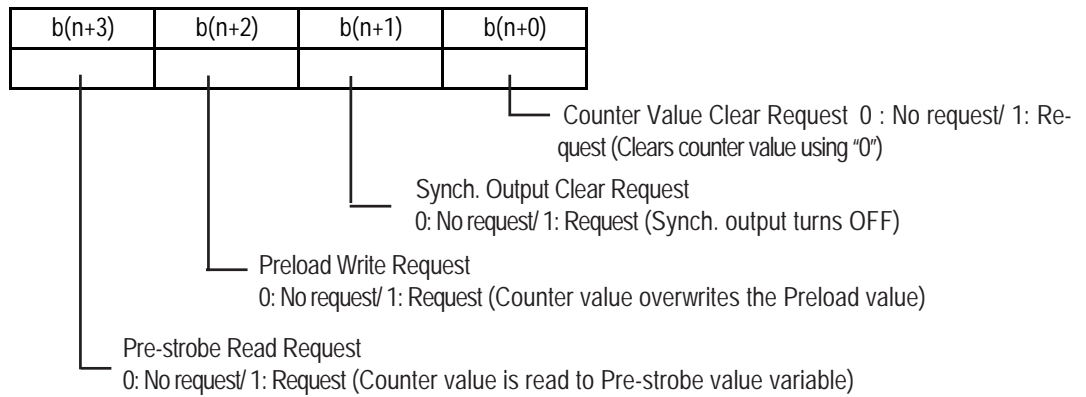 b(n+3) b(n+2) b(n+1) b(n+0)
Counter Value Clear Request 0 : No request/ 1: Re-
quest (Clears counter value using “0”)
Synch. Output Clear Request
0: No request/ 1: Request (Synch. output turns OFF)
Preload Write Request
0: No request/ 1: Request (Counter value overwrites the Preload value)
Pre-strobe Read Request
0: No request/ 1: Request (Counter value is read to Pre-strobe value variable)